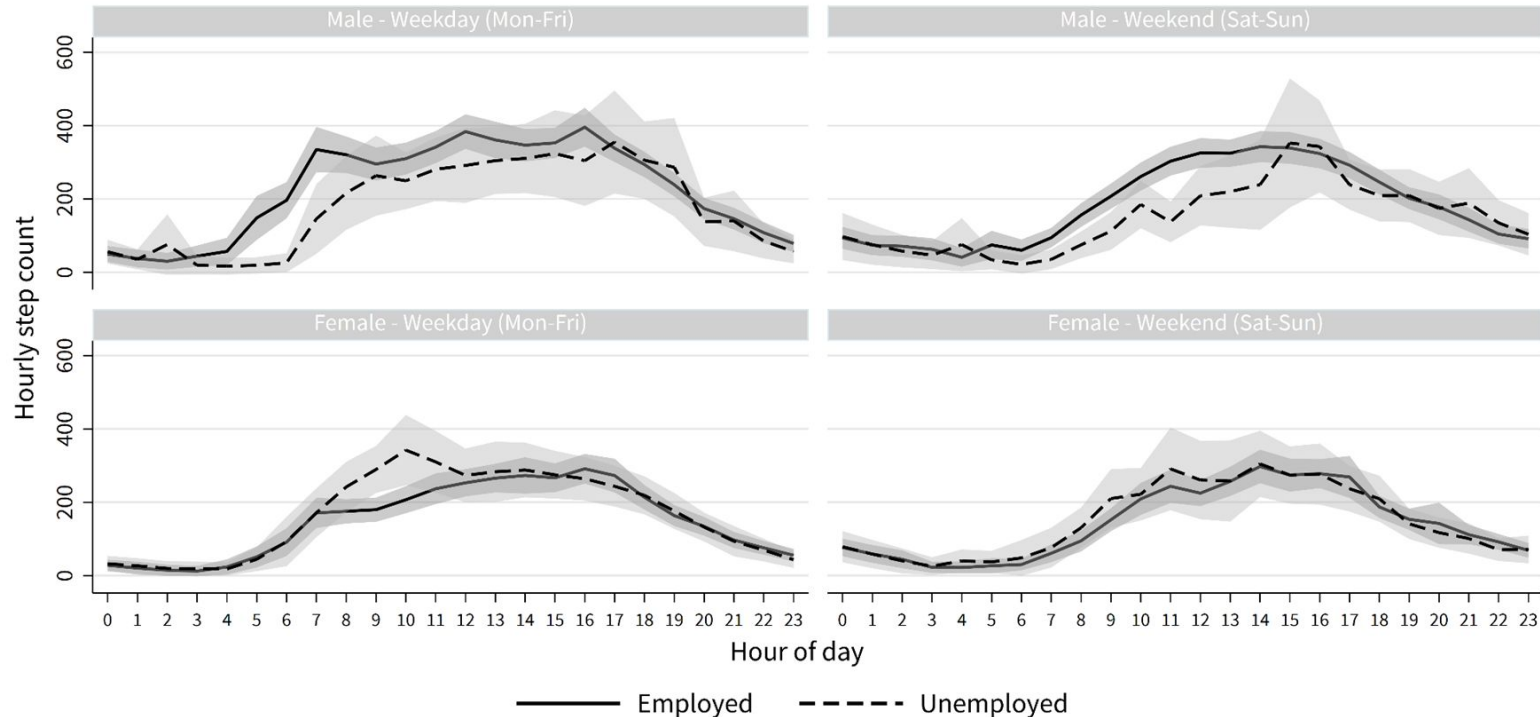 Male - Weekday (Mon-Fri)
Male - Weekend (Sat-Sun)
600
400
200
0
Female - Weekday (Mon-Fri)
Female - Weekend (Sat-Sun)
600
400
200
0
Hourly step count
0 1 2 3 4 5 6 7 8 9 10 11 12 13 14 15 16 17 18 19 20 21 22 23
0 1 2 3 4 5 6 7 8 9 10 11 12 13 14 15 16 17 18 19 20 21 22 23
Hour of day
Employed
Unemployed